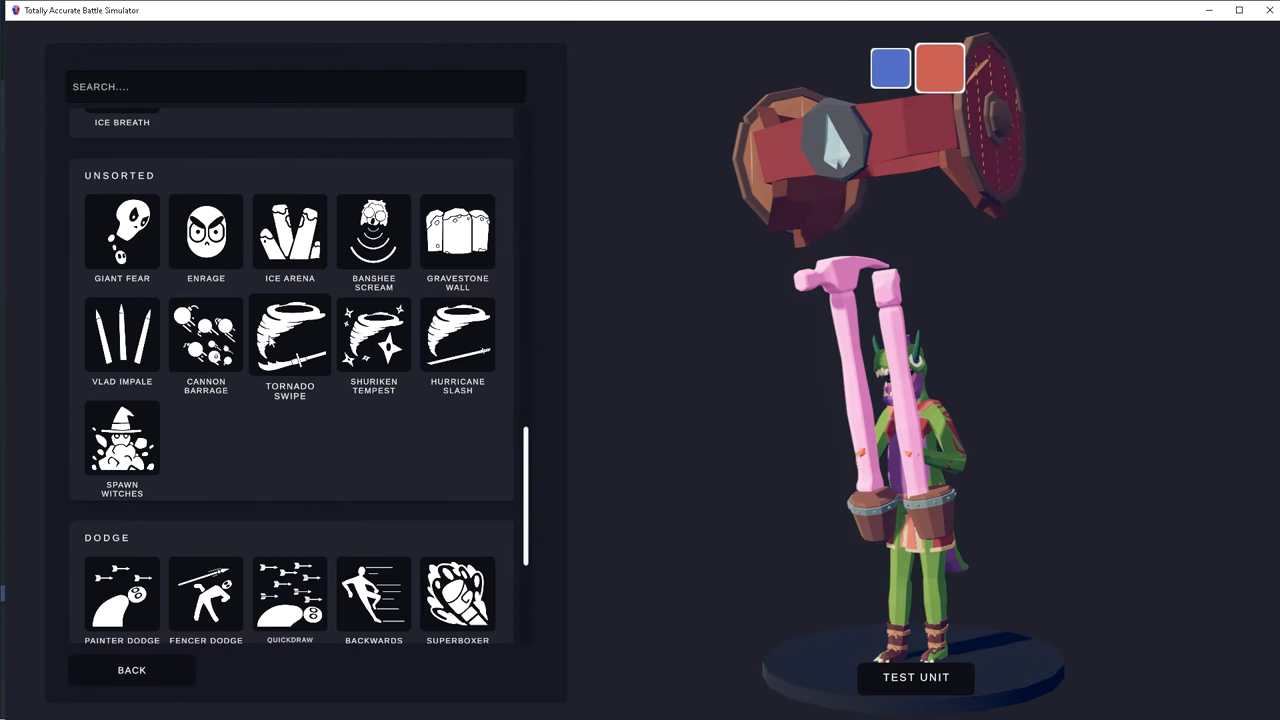 Totally Accurate Battle Simulator
SEARCH....
ICE BREATH
UNSORTED
GIANT FEAR
ENRAGE
ICE ARENA
BANSHEE
SCREAM
GRAVESTONE
WALL
VLAD IMPALE
CANNON
BARRAGE
TORNADO
SWIPE
SHURIKEN
TEMPEST
HURRICANE
SLASH
SPAWN
WITCHES
DODGE
PAINTER DODGE
FENCER DODGE
QUICKDRAW
BACKWARDS
SUPERBOXER
BACK
TEST UNIT